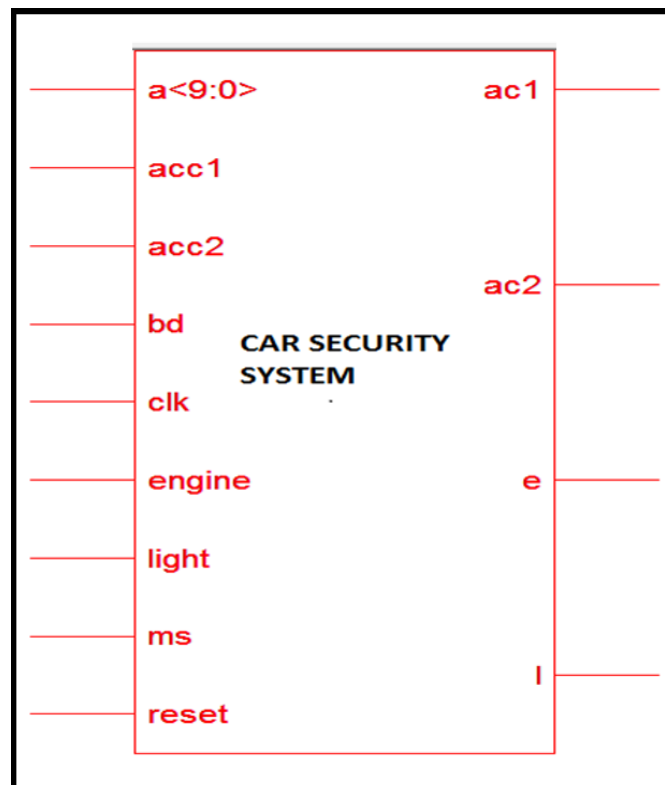 a<9:0>
acc1
acc2
bd
clk
engine
light
ms
reset
CAR SECURITY
SYSTEM
ac1
ac2
e
l